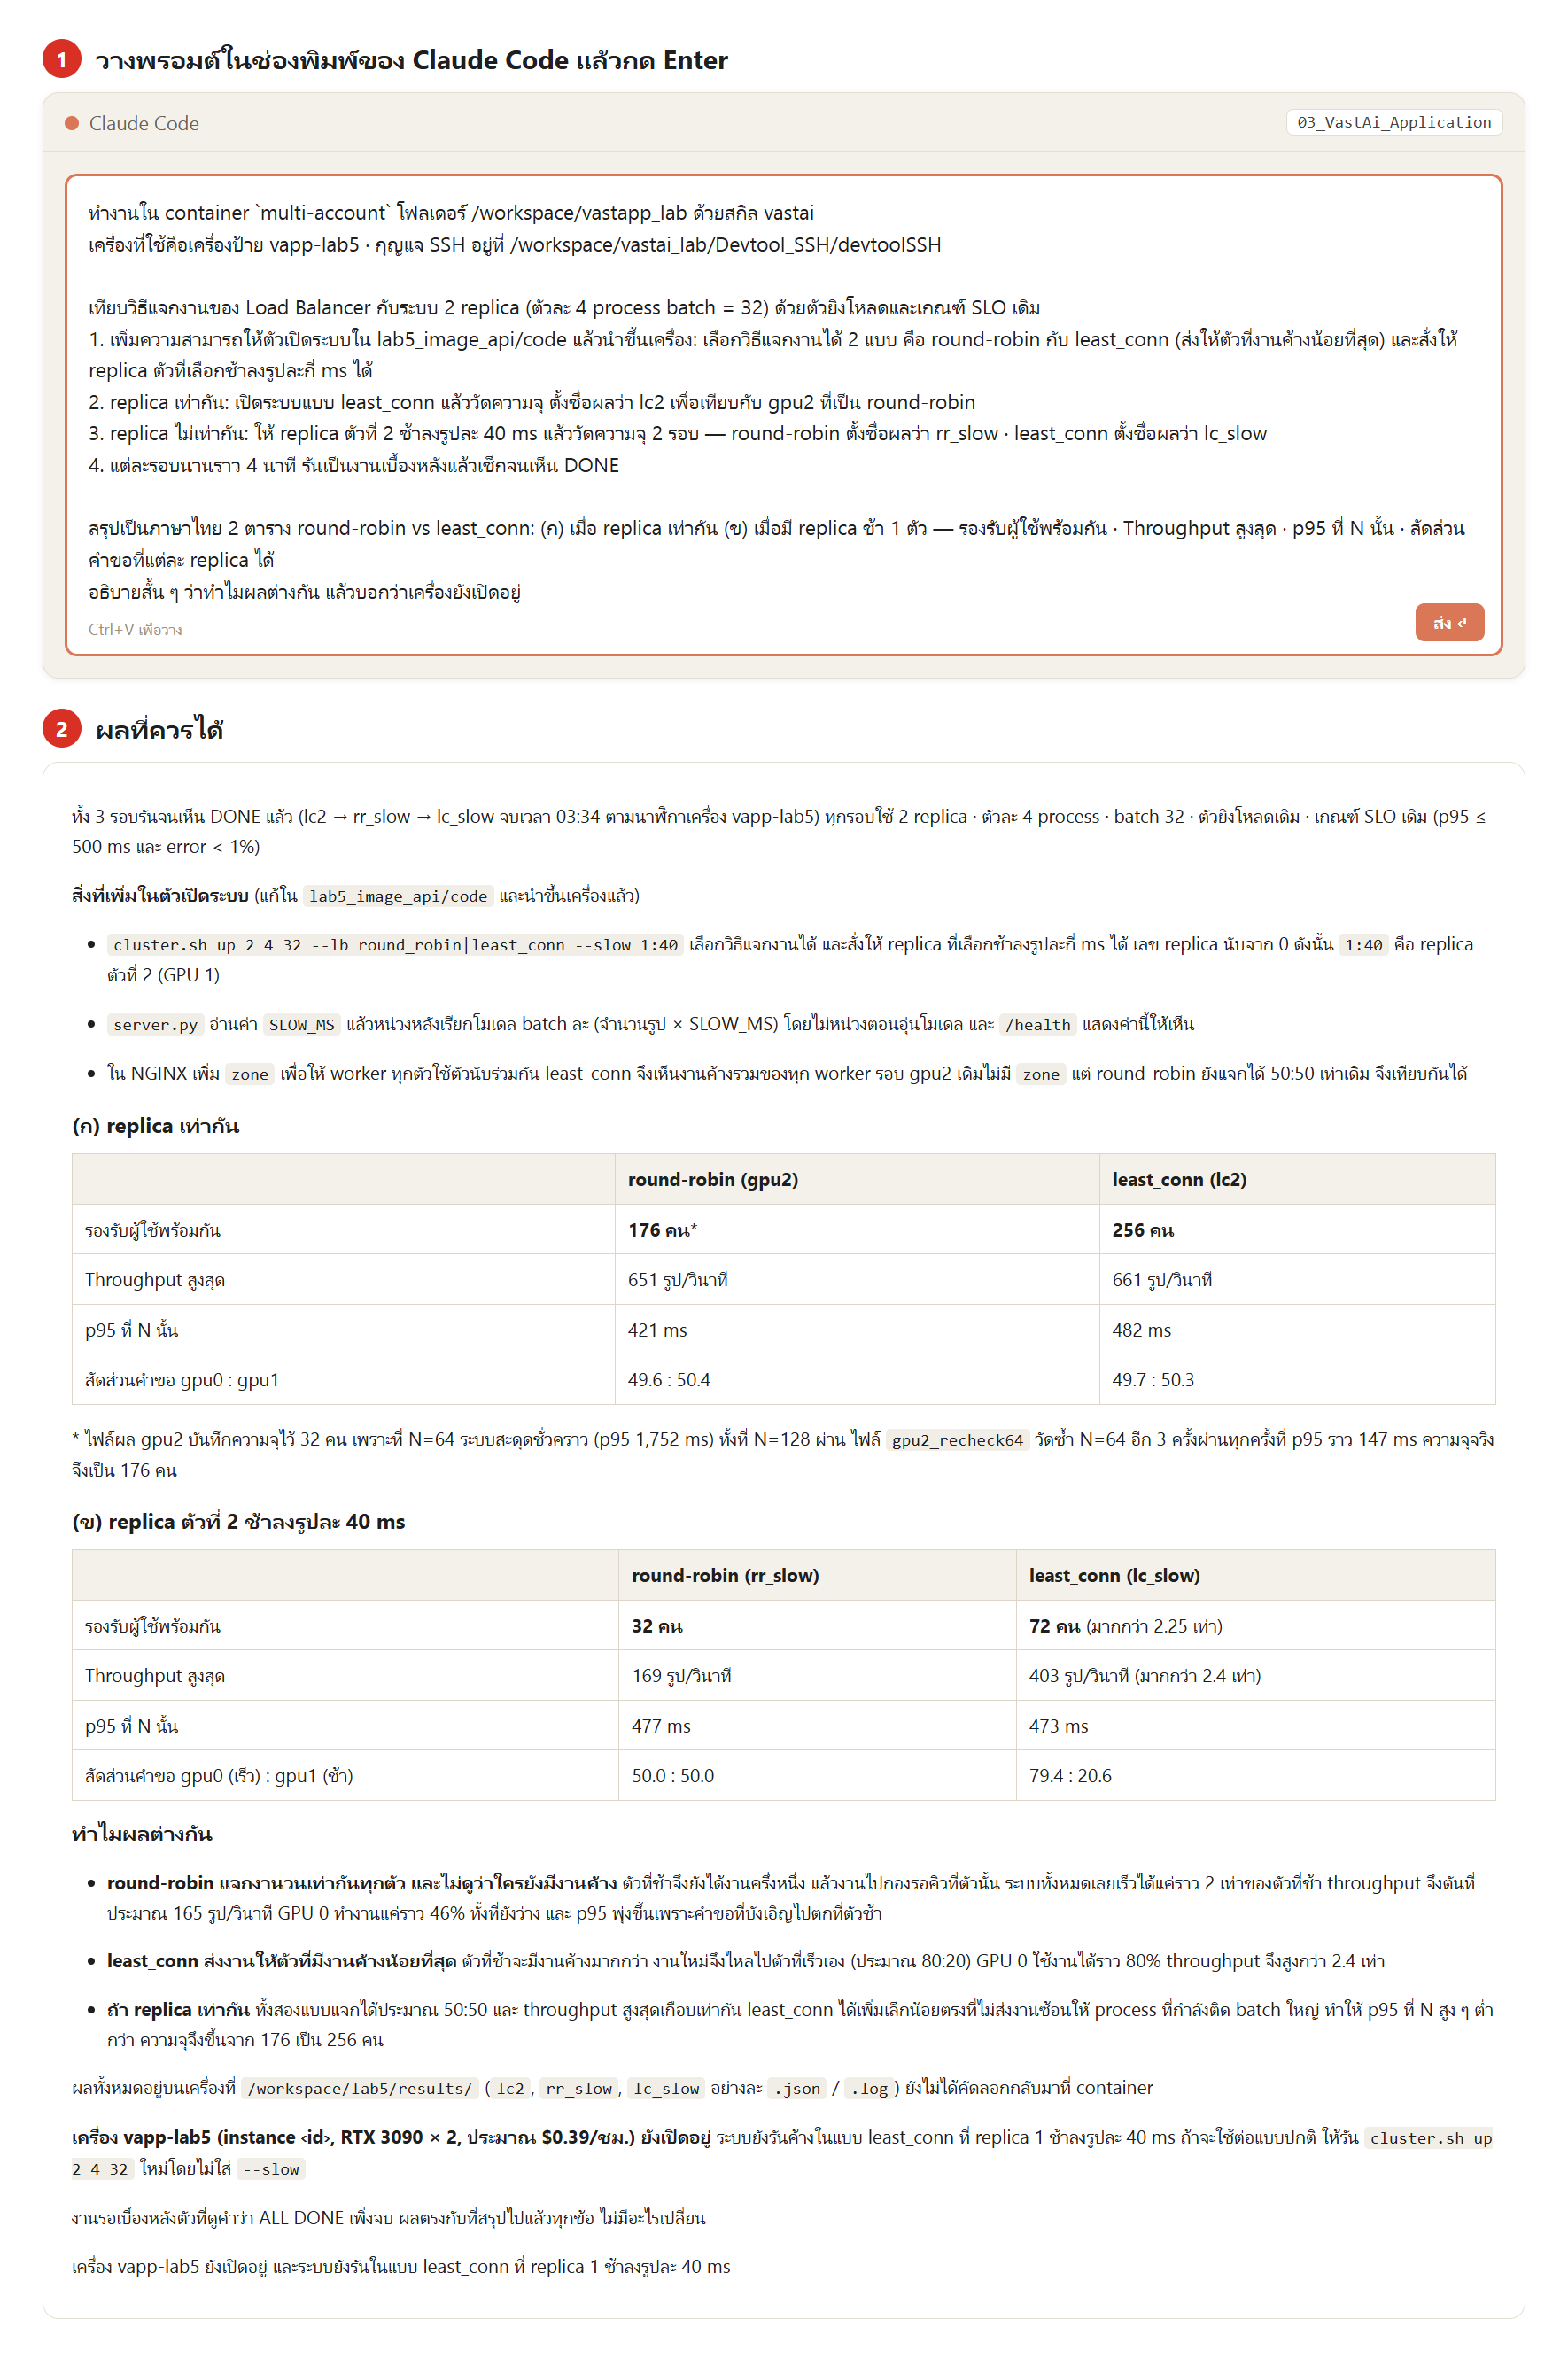 1 วางพรอมต์ในช่องพิมพ์ของ Claude Code แล้วกด Enter
Claude Code
03_VastAi_Application
ทำงานใน container `multi-account` โฟลเดอร์ /workspace/vastapp_lab ด้วยสกิล vastai
เครื่องที่ใช้คือเครื่องป้าย vapp-lab5 · กุญแจ SSH อยู่ที่ /workspace/vastai_lab/Devtool_SSH/devtoolSSH
เทียบวิธีแจกงานของ Load Balancer กับระบบ 2 replica (ตัวละ 4 process batch = 32) ด้วยตัวยิงโหลดและเกณฑ์ SLO เดิม
1. เพิ่มความสามารถให้ตัวเปิดระบบใน lab5_image_api/code แล้วนำขึ้นเครื่อง: เลือกวิธีแจกงานได้ 2 แบบ คือ round-robin กับ least_conn (ส่งให้ตัวที่งานค้างน้อยที่สุด) และสั่งให้
replica ตัวที่เลือกช้าลงรูปละกี่ ms ได้
2. replica เท่ากัน: เปิดระบบแบบ least_conn แล้ววัดความจุ ตั้งชื่อผลว่า lc2 เพื่อเทียบกับ gpu2 ที่เป็น round-robin
3. replica ไม่เท่ากัน: ให้ replica ตัวที่ 2 ช้าลงรูปละ 40 ms แล้ววัดความจุ 2 รอบ — round-robin ตั้งชื่อผลว่า rr_slow · least_conn ตั้งชื่อผลว่า lc_slow
4. แต่ละรอบนานราว 4 นาที รันเป็นงานเบื้องหลังแล้วเช็กจนเห็น DONE
สรุปเป็นภาษาไทย 2 ตาราง round-robin vs least_conn: (ก) เมื่อ replica เท่ากัน (ข) เมื่อมี replica ช้า 1 ตัว — รองรับผู้ใช้พร้อมกัน · Throughput สูงสุด · p95 ที่ N นั้น · สัดส่วน
คำขอที่แต่ละ replica ได้
อธิบายสั้น ๆ ว่าทำไมผลต่างกัน แล้วบอกว่าเครื่องยังเปิดอยู่
Ctrl+V เพื่อวาง
ส่ง ⏎
2 ผลที่ควรได้
ทั้ง 3 รอบรันจนเห็น DONE แล้ว (lc2 → rr_slow → lc_slow จบเวลา 03:34 ตามนาฬิกาเครื่อง vapp-lab5) ทุกรอบใช้ 2 replica · ตัวละ 4 process · batch 32 · ตัวยิงโหลดเดิม · เกณฑ์ SLO เดิม (p95 ≤
500 ms และ error < 1%)
สิ่งที่เพิ่มในตัวเปิดระบบ (แก้ใน lab5_image_api/code และนำขึ้นเครื่องแล้ว)
• cluster.sh up 2 4 32 --lb round_robin|least_conn --slow 1:40 เลือกวิธีแจกงานได้ และสั่งให้ replica ที่เลือกช้าลงรูปละกี่ ms ได้ เลข replica นับจาก 0 ดังนั้น 1:40 คือ replica
ตัวที่ 2 (GPU 1)
• server.py อ่านค่า SLOW_MS แล้วหน่วงหลังเรียกโมเดล batch ละ (จำนวนรูป × SLOW_MS) โดยไม่หน่วงตอนอุ่นโมเดล และ /health แสดงค่านี้ให้เห็น
• ใน NGINX เพิ่ม zone เพื่อให้ worker ทุกตัวใช้ตัวนับร่วมกัน least_conn จึงเห็นงานค้างรวมของทุก worker รอบ gpu2 เดิมไม่มี zone แต่ round-robin ยังแจกได้ 50:50 เท่าเดิม จึงเทียบกันได้
(ก) replica เท่ากัน
round-robin (gpu2) least_conn (lc2)
รองรับผู้ใช้พร้อมกัน 176 คน* 256 คน
Throughput สูงสุด 651 รูป/วินาที 661 รูป/วินาที
p95 ที่ N นั้น 421 ms 482 ms
สัดส่วนคำขอ gpu0 : gpu1 49.6 : 50.4 49.7 : 50.3
* ไฟล์ผล gpu2 บันทึกความจุไว้ 32 คน เพราะที่ N=64 ระบบสะดุดชั่วคราว (p95 1,752 ms) ทั้งที่ N=128 ผ่าน ไฟล์ gpu2_recheck64 วัดซ้ำ N=64 อีก 3 ครั้งผ่านทุกครั้งที่ p95 ราว 147 ms ความจุจริง
จึงเป็น 176 คน
(ข) replica ตัวที่ 2 ช้าลงรูปละ 40 ms
round-robin (rr_slow) least_conn (lc_slow)
รองรับผู้ใช้พร้อมกัน 32 คน 72 คน (มากกว่า 2.25 เท่า)
Throughput สูงสุด 169 รูป/วินาที 403 รูป/วินาที (มากกว่า 2.4 เท่า)
p95 ที่ N นั้น 477 ms 473 ms
สัดส่วนคำขอ gpu0 (เร็ว) : gpu1 (ช้า) 50.0 : 50.0 79.4 : 20.6
ทำไมผลต่างกัน
• round-robin แจกงานวนเท่ากันทุกตัว และไม่ดูว่าใครยังมีงานค้าง ตัวที่ช้าจึงยังได้งานครึ่งหนึ่ง แล้วงานไปกองรอคิวที่ตัวนั้น ระบบทั้งหมดเลยเร็วได้แค่ราว 2 เท่าของตัวที่ช้า throughput จึงตันที่
ประมาณ 165 รูป/วินาที GPU 0 ทำงานแค่ราว 46% ทั้งที่ยังว่าง และ p95 พุ่งขึ้นเพราะคำขอที่บังเอิญไปตกที่ตัวช้า
• least_conn ส่งงานให้ตัวที่มีงานค้างน้อยที่สุด ตัวที่ช้าจะมีงานค้างมากกว่า งานใหม่จึงไหลไปตัวที่เร็วเอง (ประมาณ 80:20) GPU 0 ใช้งานได้ราว 80% throughput จึงสูงกว่า 2.4 เท่า
• ถ้า replica เท่ากัน ทั้งสองแบบแจกได้ประมาณ 50:50 และ throughput สูงสุดเกือบเท่ากัน least_conn ได้เพิ่มเล็กน้อยตรงที่ไม่ส่งงานซ้อนให้ process ที่กำลังติด batch ใหญ่ ทำให้ p95 ที่ N สูง ๆ ต่ำ
กว่า ความจุจึงขึ้นจาก 176 เป็น 256 คน
ผลทั้งหมดอยู่บนเครื่องที่ /workspace/lab5/results/ (lc2, rr_slow, lc_slow อย่างละ .json / .log) ยังไม่ได้คัดลอกกลับมาที่ container
เครื่อง vapp-lab5 (instance ‹id›, RTX 3090 × 2, ประมาณ $0.39/ชม.) ยังเปิดอยู่ ระบบยังรันค้างในแบบ least_conn ที่ replica 1 ช้าลงรูปละ 40 ms ถ้าจะใช้ต่อแบบปกติ ให้รัน cluster.sh up
2 4 32 ใหม่โดยไม่ใส่ --slow
งานรอเบื้องหลังตัวที่ดูคำว่า ALL DONE เพิ่งจบ ผลตรงกับที่สรุปไปแล้วทุกข้อ ไม่มีอะไรเปลี่ยน
เครื่อง vapp-lab5 ยังเปิดอยู่ และระบบยังรันในแบบ least_conn ที่ replica 1 ช้าลงรูปละ 40 ms